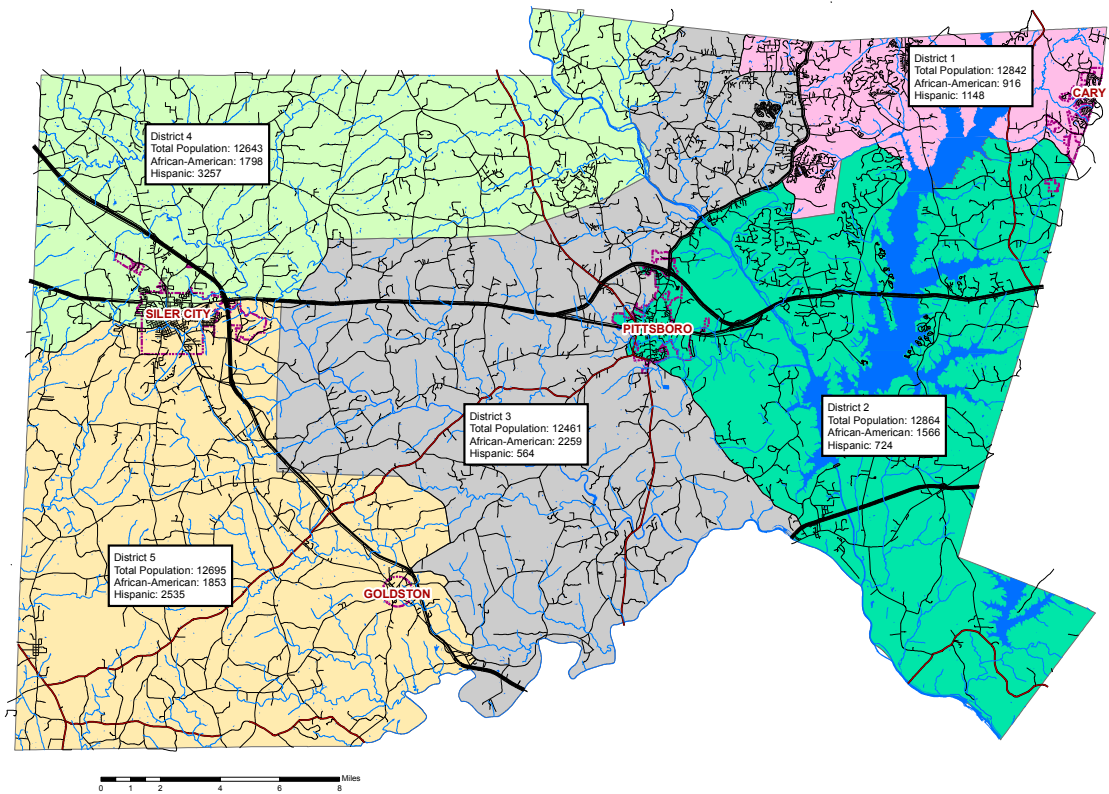 District 1
Total Population: 12842
African-American: 916
Hispanic: 1148
CARY
District 4
Total Population: 12643
African-American: 1798
Hispanic: 3257
SILER CITY
PITTSBORO
District 3
Total Population: 12461
African-American: 2259
Hispanic: 564
District 2
Total Population: 12864
African-American: 1566
Hispanic: 724
District 5
Total Population: 12695
African-American: 1853
Hispanic: 2535
GOLDSTON
Miles
0 1 2 4 6 8